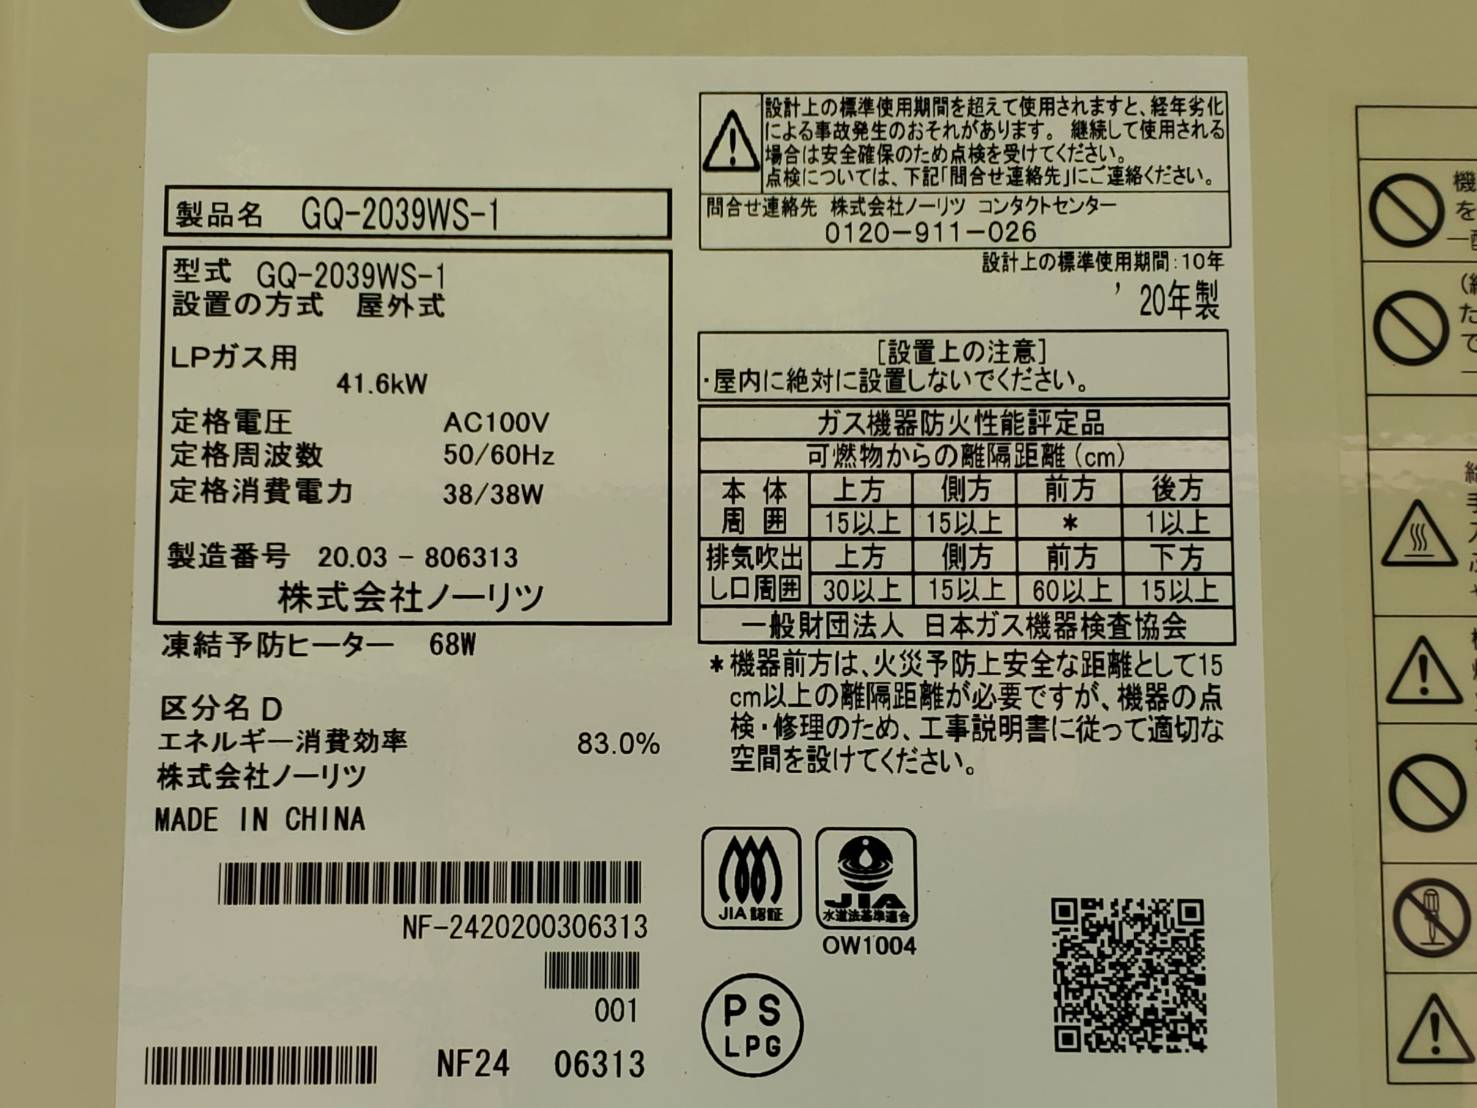 製品名 GQ-2039WS-1
型式 GQ-2039WS-1
設置の方式 屋外式
LPガス用
41.6kW
定格電圧 AC100V
定格周波数 50/60Hz
定格消費電力 38/38W
製造番号 20.03 - 806313
株式会社ノーリツ
凍結予防ヒーター 68W
区分名 D
エネルギー消費効率 83.0%
株式会社ノーリツ
MADE IN CHINA
NF-2420200306313
001
NF24 06313
設計上の標準使用期間を超えて使用されますと、経年劣化
による事故発生のおそれがあります。 継続して使用される
場合は安全確保のため点検を受けてください。
点検については、下記「問合せ連絡先」にご連絡ください。
問合せ連絡先 株式会社ノーリツ コンタクトセンター
0120-911-026
設計上の標準使用期間:10年
'20年製
[設置上の注意]
・屋内に絶対に設置しないでください。
ガス機器防火性能評定品
可燃物からの離隔距離(cm)
本体 上方 側方 前方 後方
周囲 15以上 15以上 * 1以上
排気吹出 上方 側方 前方 下方
し口周囲 30以上 15以上 60以上 15以上
一般財団法人 日本ガス機器検査協会
*機器前方は、火災予防上安全な距離として15
cm以上の離隔距離が必要ですが、機器の点
検・修理のため、工事説明書に従って適切な
空間を設けてください。
JIA認証
JIA
水道法基準適合
OW1004
PS
LPG
機
を
た
で
手